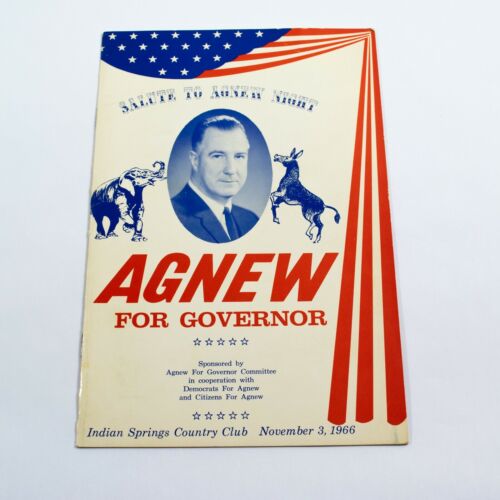 SALUTE TO AGNEW NIGHT
AGNEW
FOR GOVERNOR
Sponsored by
Agnew For Governor Committee
in cooperation with
Democrats For Agnew
and Citizens For Agnew
Indian Springs Country Club November 3, 1966